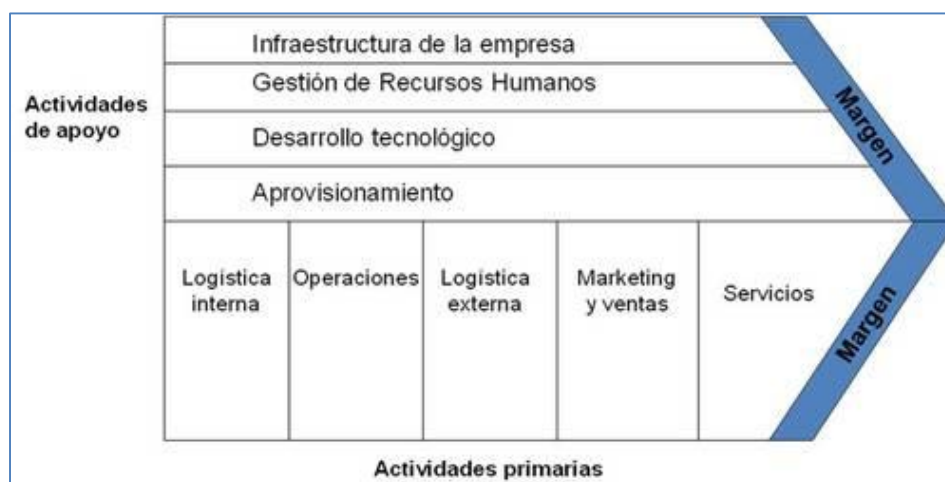 Infraestructura de la empresa
Gestión de Recursos Humanos
Actividades
de apoyo
Desarrollo tecnológico
Aprovisionamiento
Margen
Logística
interna
Operaciones
Logística
externa
Marketing
y ventas
Servicios
Margen
Actividades primarias